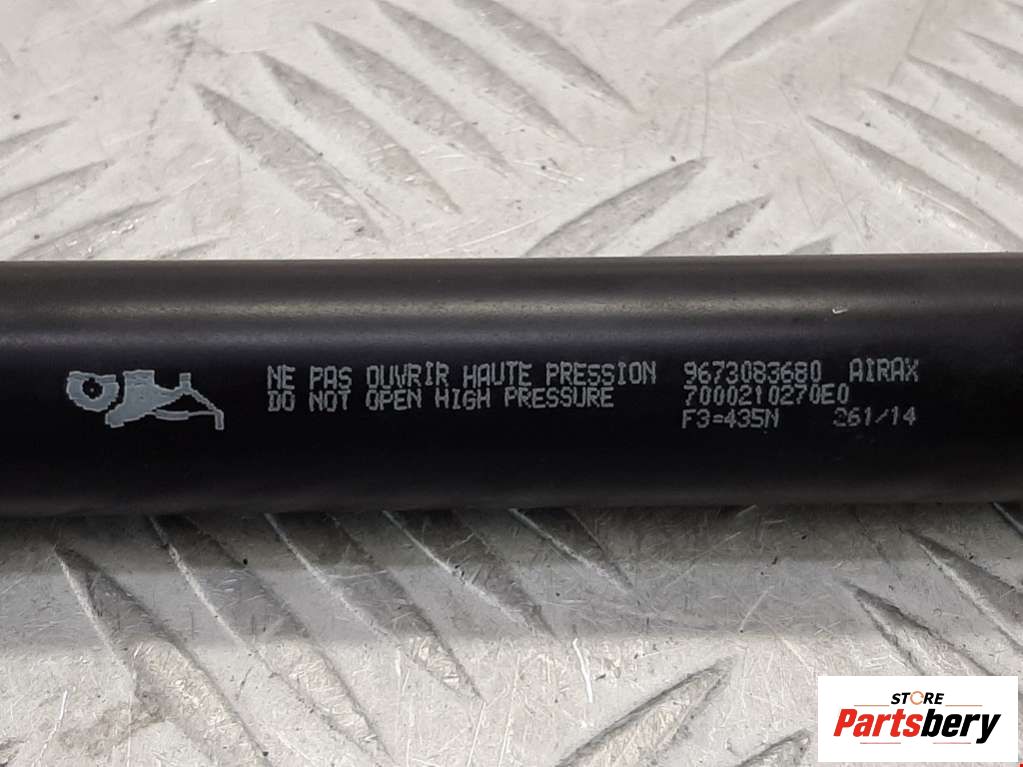 NE PAS OUVRIR HAUTE PRESSION 9673083680 AIRAX
DO NOT OPEN HIGH PRESSURE 7000210270E0
F3=435N 261/14
STORE
Partsbery